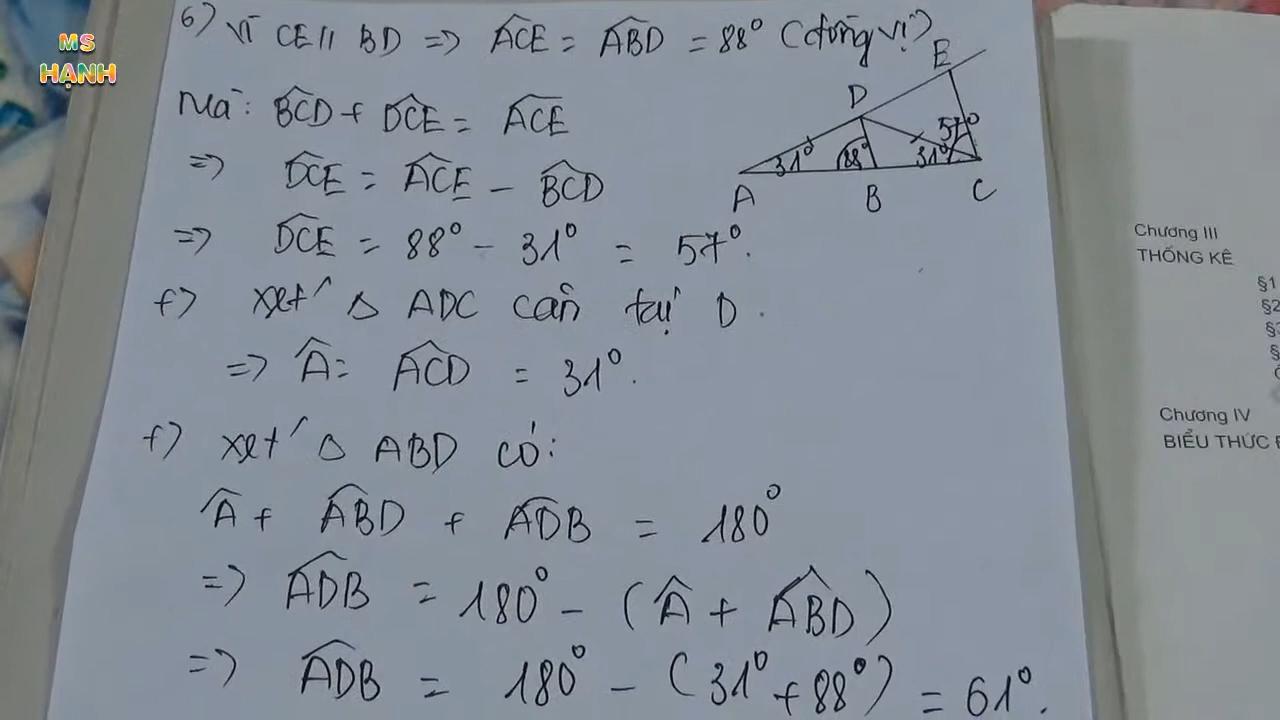 MS
HẠNH
6) Vì CE // BD => ACE = ABD = 88° (đồng vị)
Mà: BCD + DCE = ACE
=> DCE = ACE - BCD
=> DCE = 88° - 31° = 57°.
+) Xét Δ ADC cân tại D.
=> A = ACD = 31°.
+) Xét Δ ABD có:
A + ABD + ADB = 180°
=> ADB = 180° - (A + ABD)
=> ADB = 180° - (31° + 88°) = 61°.
E
D
57°
31° 88° 31°
A B C
Chương III
THỐNG KÊ
§1
§2
§
§
Chương IV
BIỂU THỨC